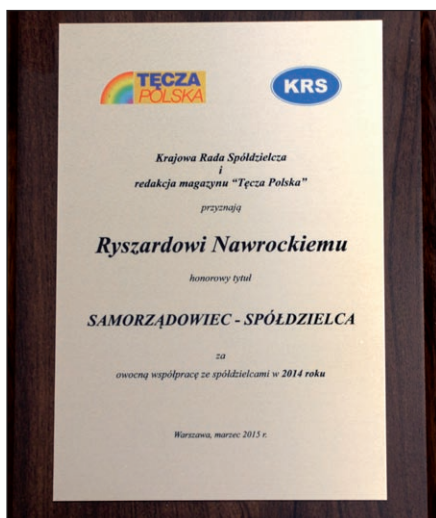 TĘCZA
POLSKA
KRS
Krajowa Rada Spółdzielcza
i
redakcja magazynu "Tęcza Polska"
przyznają
Ryszardowi Nawrockiemu
honorowy tytuł
SAMORZĄDOWIEC - SPÓŁDZIELCA
za
owocną współpracę ze spółdzielcami w 2014 roku
Warszawa, marzec 2015 r.